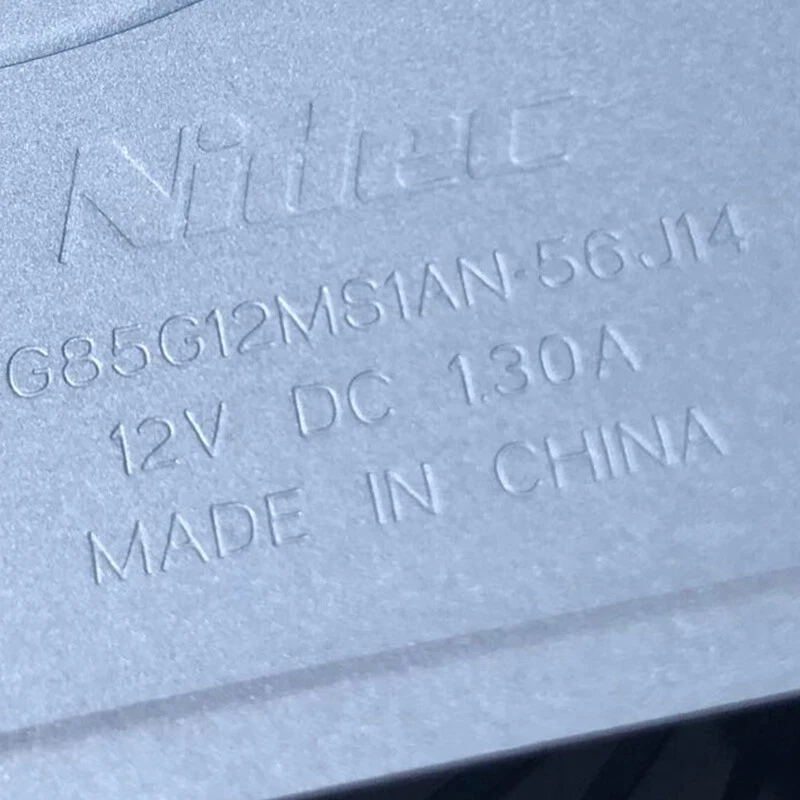 Nidec
G85G12MS1AN-56J14
12V DC 1.30A
MADE IN CHINA